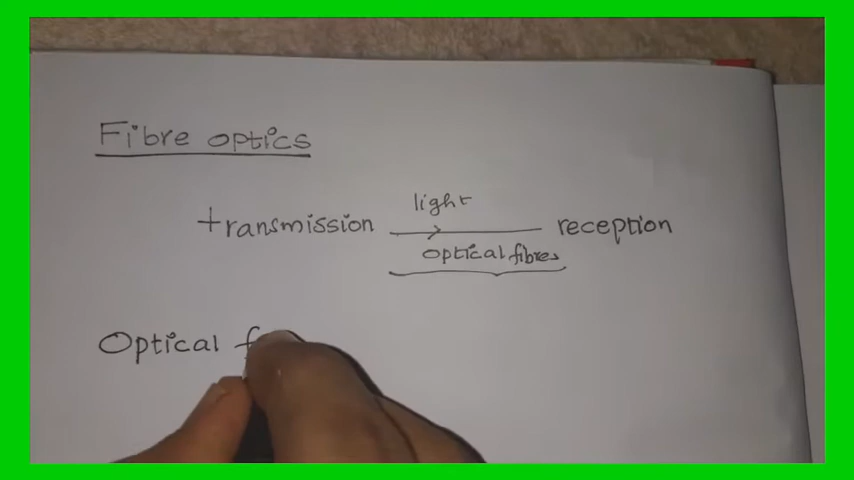 Fibre optics
light
transmission → reception
optical fibres
Optical f